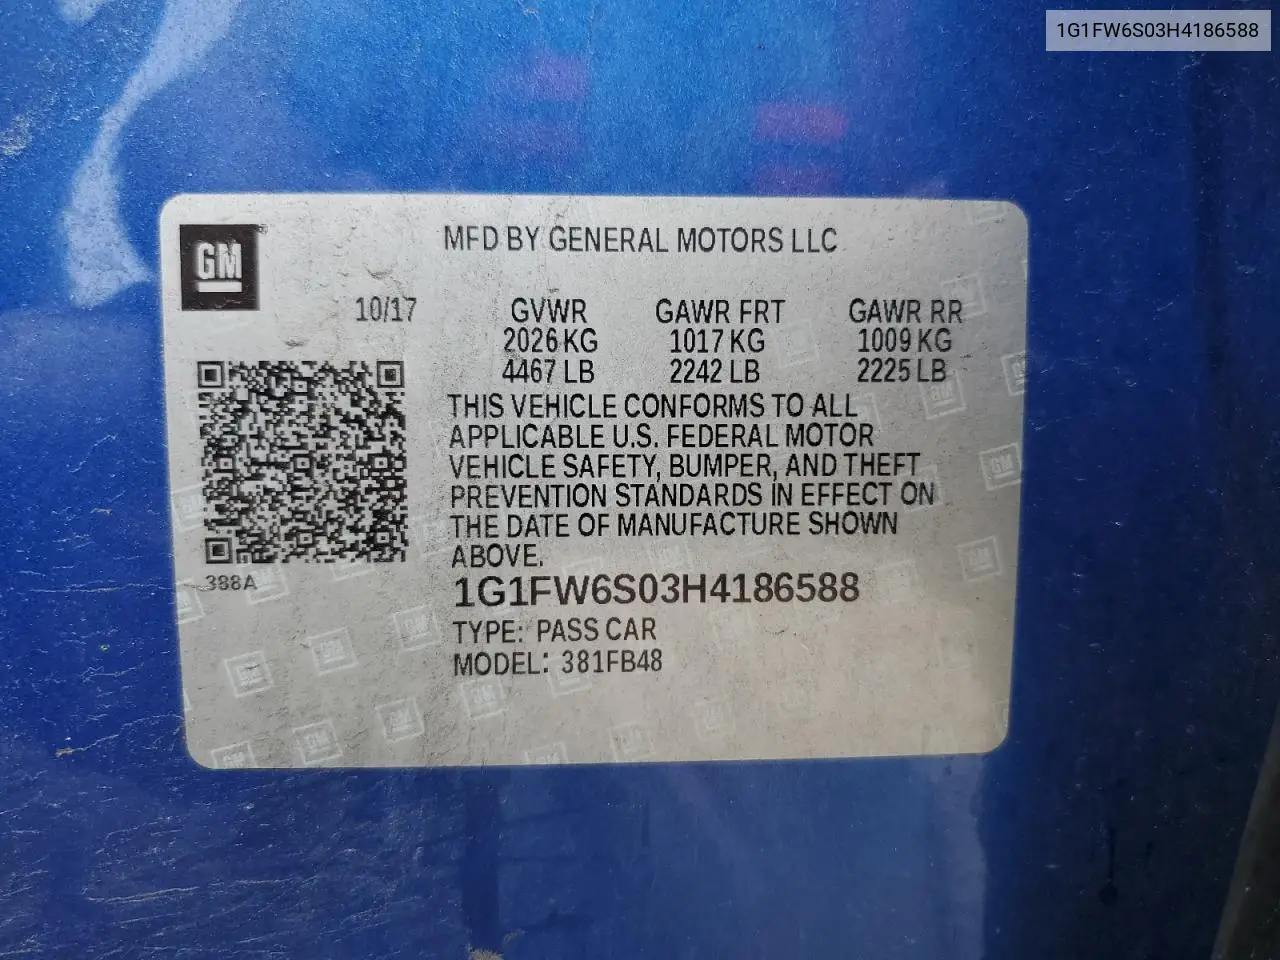 1G1FW6S03H4186588
GM
MFD BY GENERAL MOTORS LLC
10/17 GVWR GAWR FRT GAWR RR
2026 KG 1017 KG 1009 KG
4467 LB 2242 LB 2225 LB
THIS VEHICLE CONFORMS TO ALL
APPLICABLE U.S. FEDERAL MOTOR
VEHICLE SAFETY, BUMPER, AND THEFT
PREVENTION STANDARDS IN EFFECT ON
THE DATE OF MANUFACTURE SHOWN
ABOVE.
388A
1G1FW6S03H4186588
TYPE: PASS CAR
MODEL: 381FB48